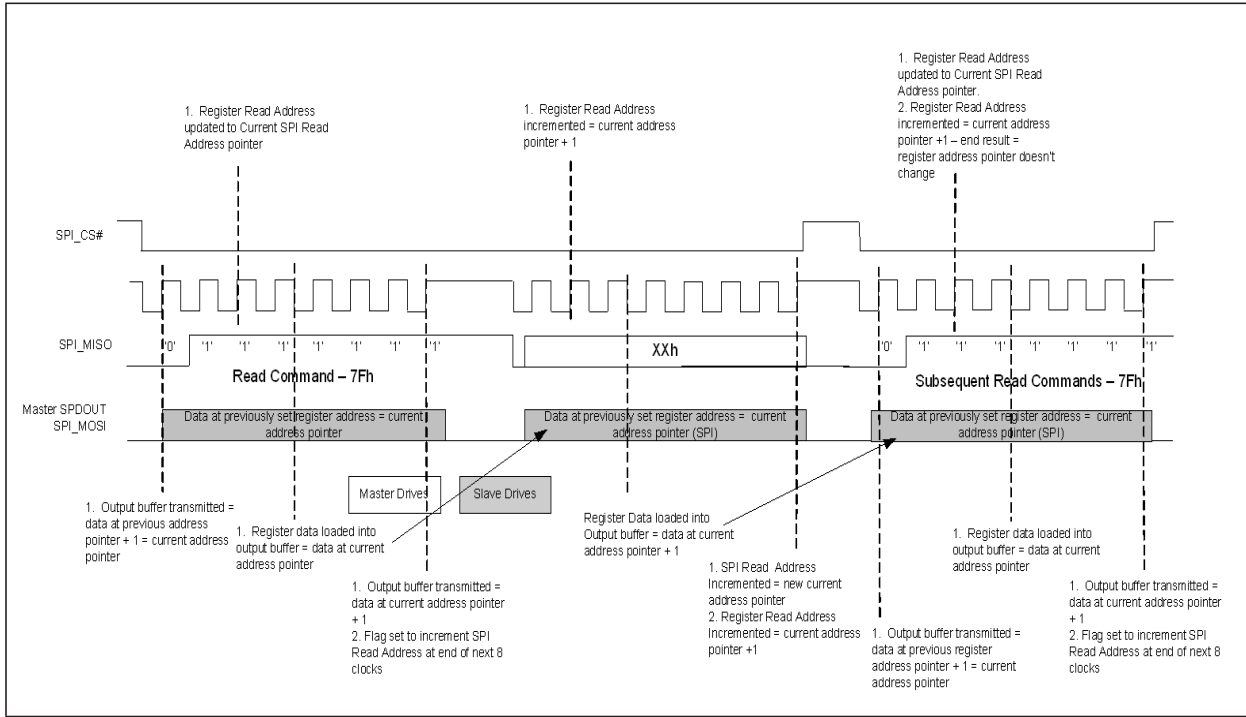 1. Register Read Address
updated to Current SPI Read
Address pointer
1. Register Read Address
incremented = current address
pointer + 1
1. Register Read Address
updated to Current SPI Read
Address pointer.
2. Register Read Address
incremented = current address
pointer +1 – end result =
register address pointer doesn't
change
SPI_CS#
SPI_MISO
'0' '1' '1' '1' '1' '1' '1' '1'
XXh
'0' '1' '1' '1' '1' '1' '1' '1'
Read Command – 7Fh
Subsequent Read Commands – 7Fh
Master SPDOUT
SPI_MOSI
Data at previously set register address = current
address pointer
Data at previously set register address = current
address pointer (SPI)
Data at previously set register address = current
address pointer (SPI)
Master Drives
Slave Drives
1. Output buffer transmitted =
data at previous address
pointer + 1 = current address
pointer
1. Register data loaded into
output buffer = data at current
address pointer
1. Output buffer transmitted =
data at current address pointer
+ 1
2. Flag set to increment SPI
Read Address at end of next 8
clocks
Register Data loaded into
Output buffer = data at current
address pointer + 1
1. SPI Read Address
Incremented = new current
address pointer
2. Register Read Address
Incremented = current address
pointer +1
1. Output buffer transmitted =
data at previous register
address pointer + 1 = current
address pointer
1. Register data loaded into
output buffer = data at current
address pointer
1. Output buffer transmitted =
data at current address pointer
+ 1
2. Flag set to increment SPI
Read Address at end of next 8
clocks